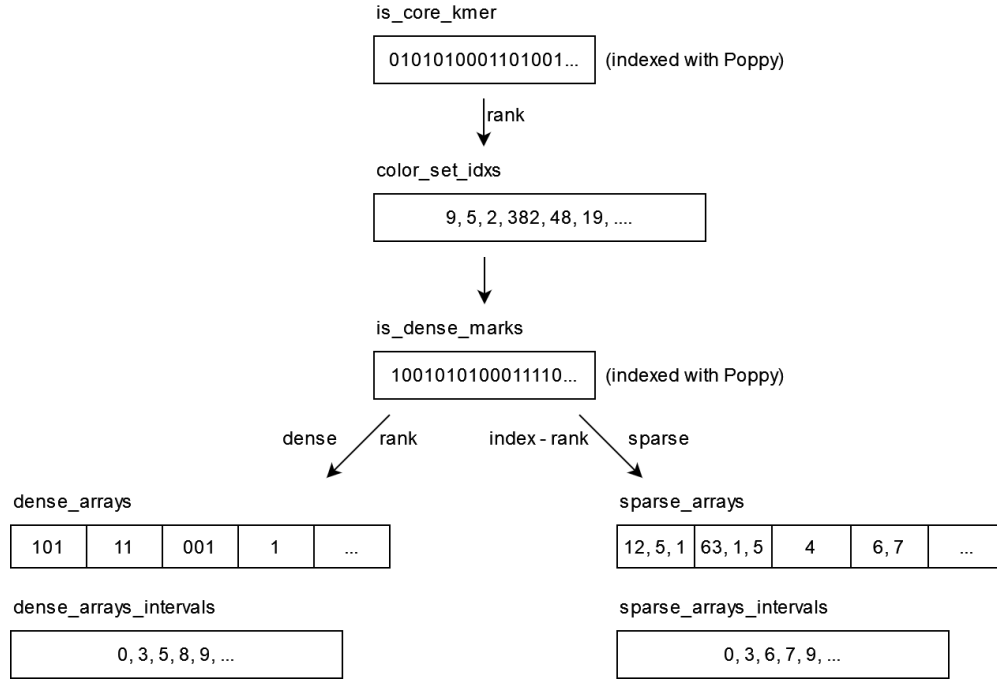 is_core_kmer
0101010001101001... (indexed with Poppy)
rank
color_set_idxs
9, 5, 2, 382, 48, 19, ....
is_dense_marks
1001010100011110... (indexed with Poppy)
dense rank index - rank sparse
dense_arrays sparse_arrays
101 11 001 1 ... 12, 5, 1 63, 1, 5 4 6, 7 ...
dense_arrays_intervals sparse_arrays_intervals
0, 3, 5, 8, 9, ... 0, 3, 6, 7, 9, ...